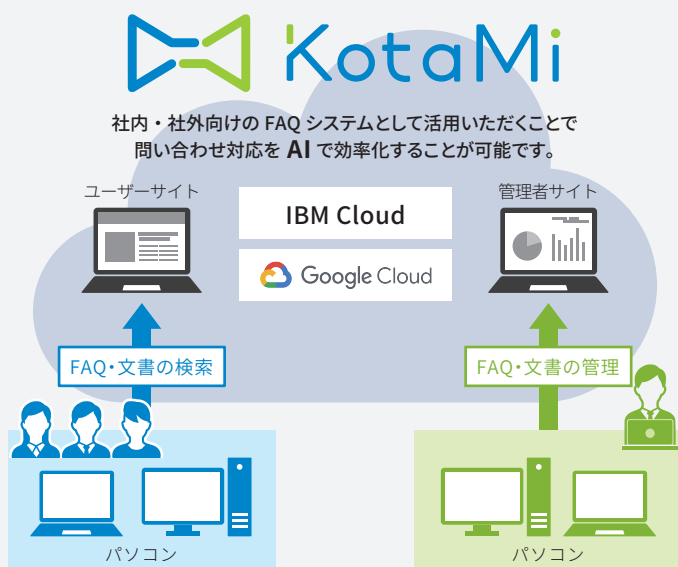 KotaMi
社内・社外向けの FAQ システムとして活用いただくことで
問い合わせ対応を AI で効率化することが可能です。
ユーザーサイト
管理者サイト
IBM Cloud
Google Cloud
FAQ・文書の検索
FAQ・文書の管理
パソコン
パソコン